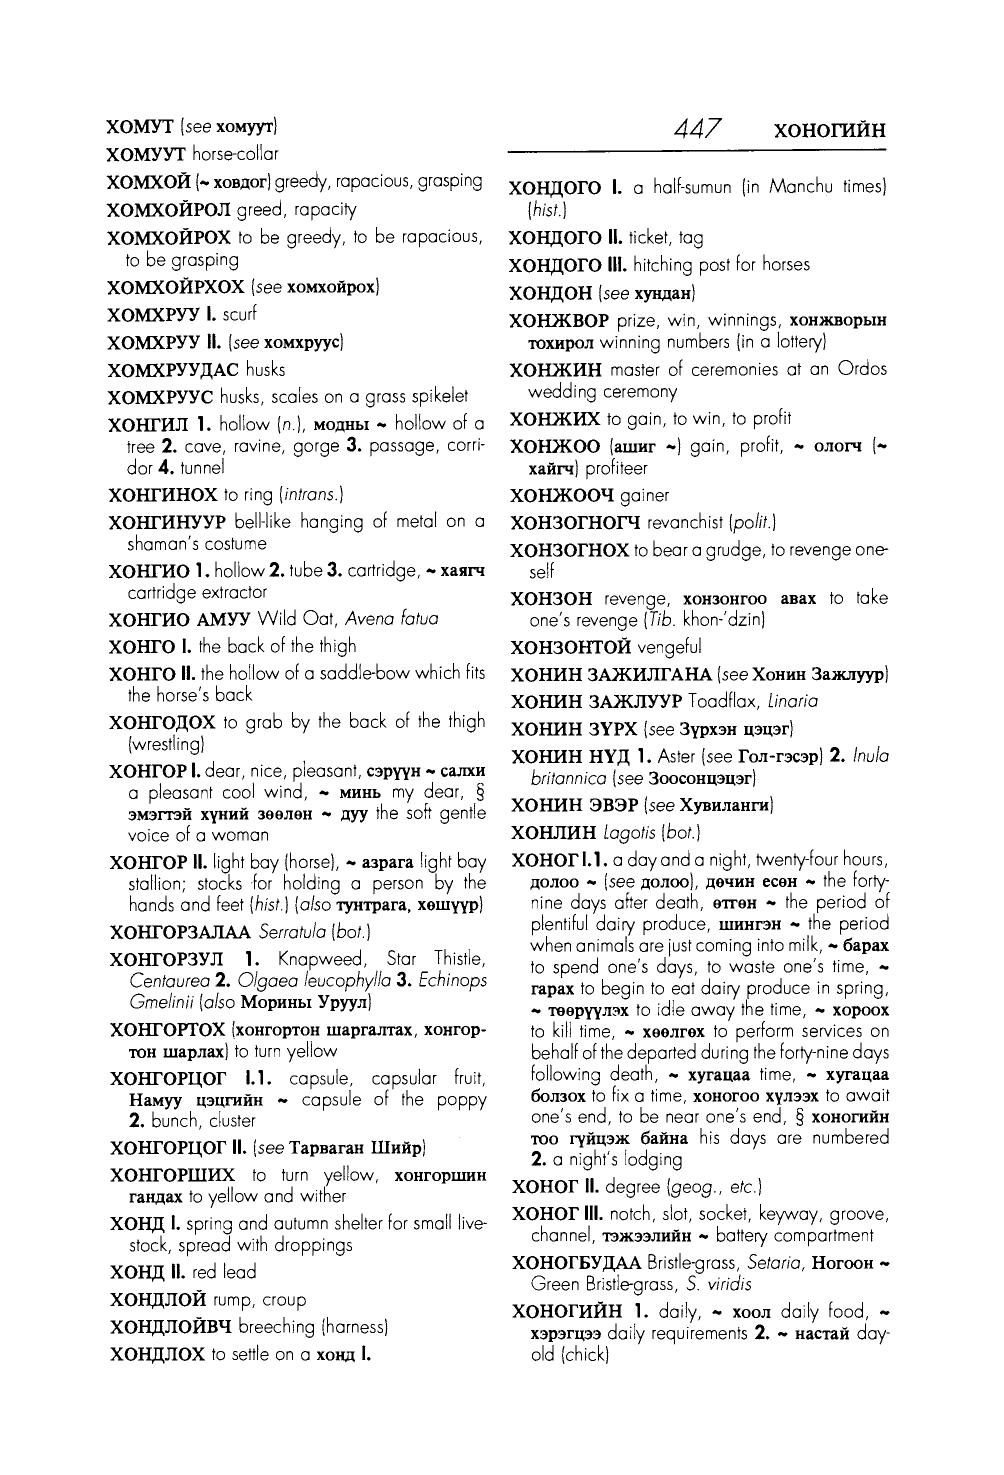 ХОМУТ (see хомуут)
ХОМУУТ horse-collar
ХОМХОЙ (~ ховдог) greedy, rapacious, grasping
ХОМХОЙРОЛ greed, rapacity
ХОМХОЙРОХ to be greedy, to be rapacious,
to be grasping
ХОМХОЙРХОХ (see хомхойрох)
ХОМХРУУ I. scurf
ХОМХРУУ II. (see хомхруус)
ХОМХРУУДАС husks
ХОМХРУУС husks, scales on a grass spikelet
ХОНГИЛ 1. hollow (n.), модны ~ hollow of a
tree 2. cave, ravine, gorge 3. passage, corri-
dor 4. tunnel
ХОНГИНОХ to ring (intrans.)
ХОНГИНУУР bell-like hanging of metal on a
shaman's costume
ХОНГИО 1. hollow 2. tube 3. cartridge, ~ хаягч
cartridge extractor
ХОНГИО АМУУ Wild Oat, Avena fatua
ХОНГО I. the back of the thigh
ХОНГО II. the hollow of a saddle-bow which fits
the horse's back
ХОНГОДОХ to grab by the back of the thigh
(wrestling)
ХОНГОР I. dear, nice, pleasant, сэрүүн ~ салхи
a pleasant cool wind, ~ минь my dear, §
эмэгтэй хүний зөөлөн ~ дуу the soft gentle
voice of a woman
ХОНГОР II. light bay (horse), ~ азрага light bay
stallion; stocks for holding a person by the
hands and feet (hist.) (also тунтрага, хөшүүр)
ХОНГОРЗАЛАА Serratula (bot.)
ХОНГОРЗУЛ 1. Knapweed, Star Thistle,
Centaurea 2. Olgaea leucophylla 3. Echinops
Gmelinii (also Морины Уруул)
ХОНГОРТОХ (хонгортон шаргалтах, хонгор-
тон шарлах) to turn yellow
ХОНГОРЦОГ I.1. capsule, capsular fruit,
Намуу цэцгийн ~ capsule of the poppy
2. bunch, cluster
ХОНГОРЦОГ II. (see Тарваган Шийр)
ХОНГОРШИХ to turn yellow, хонгоршин
гандах to yellow and wither
ХОНД I. spring and autumn shelter for small live-
stock, spread with droppings
ХОНД II. red lead
ХОНДЛОЙ rump, croup
ХОНДЛОЙВЧ breeching (harness)
ХОНДЛОХ to settle on a хонд I.
447 ХОНОГИЙН
ХОНДОГО I. a half-sumun (in Manchu times)
(hist.)
ХОНДОГО II. ticket, tag
ХОНДОГО III. hitching post for horses
ХОНДОН (see хундан)
ХОНЖВОР prize, win, winnings, хонжворын
тохирол winning numbers (in a lottery)
ХОНЖИН master of ceremonies at an Ordos
wedding ceremony
ХОНЖИХ to gain, to win, to profit
ХОНЖОО (ашиг ~) gain, profit, ~ ологч (~
хайгч) profiteer
ХОНЖООЧ gainer
ХОНЗОГНОГЧ revanchist (polit.)
ХОНЗОГНОХ to bear a grudge, to revenge one-
self
ХОНЗОН revenge, хонзонгоо авах to take
one's revenge (Tib. khon-'dzin)
ХОНЗОНТОЙ vengeful
ХОНИН ЗАЖИЛГАНА (see Хонин Зажлуур)
ХОНИН ЗАЖЛУУР Toadflax, Linaria
ХОНИН ЗҮРХ (see Зүрхэн цэцэг)
ХОНИН НҮД 1. Aster (see Гол-гэсэр) 2. Inula
britannica (see Зоосонцэцэг)
ХОНИН ЭВЭР (see Хувиланги)
ХОНЛИН Lagotis (bot.)
ХОНОГ I.1. a day and a night, twenty-four hours,
долоо ~ (see долоо), дөчин есөн ~ the forty-
nine days after death, өтгөн ~ the period of
plentiful dairy produce, шингэн ~ the period
when animals are just coming into milk, ~ барах
to spend one's days, to waste one's time, ~
гарах to begin to eat dairy produce in spring,
~ төөрүүлэх to idle away the time, ~ хороох
to kill time, ~ хөөлгөх to perform services on
behalf of the departed during the forty-nine days
following death, ~ хугацаа time, ~ хугацаа
болзох to fix a time, хоногоо хүлээх to await
one's end, to be near one's end, § хоногийн
тоо гүйцэж байна his days are numbered
2. a night's lodging
ХОНОГ II. degree (geog., etc.)
ХОНОГ III. notch, slot, socket, keyway, groove,
channel, тэжээлийн ~ battery compartment
ХОНОГБУДАА Bristle-grass, Setaria, Ногоон ~
Green Bristle-grass, S. viridis
ХОНОГИЙН 1. daily, ~ хоол daily food, ~
хэрэгцээ daily requirements 2. ~ настай day-
old (chick)